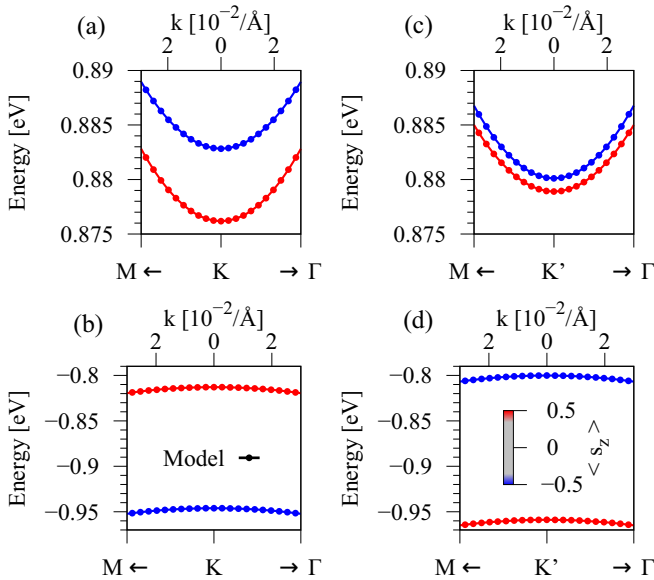 (a)
k [10⁻²/Å]
2 0 2
Energy [eV]
0.89
0.885
0.88
0.875
M ← K → Γ
(c)
k [10⁻²/Å]
2 0 2
Energy [eV]
0.89
0.885
0.88
0.875
M ← K’ → Γ
(b)
k [10⁻²/Å]
2 0 2
Energy [eV]
−0.8
−0.85
−0.9
−0.95
Model
M ← K → Γ
(d)
k [10⁻²/Å]
2 0 2
Energy [eV]
−0.8
−0.85
−0.9
−0.95
0.5
0
−0.5
< s_z >
M ← K’ → Γ